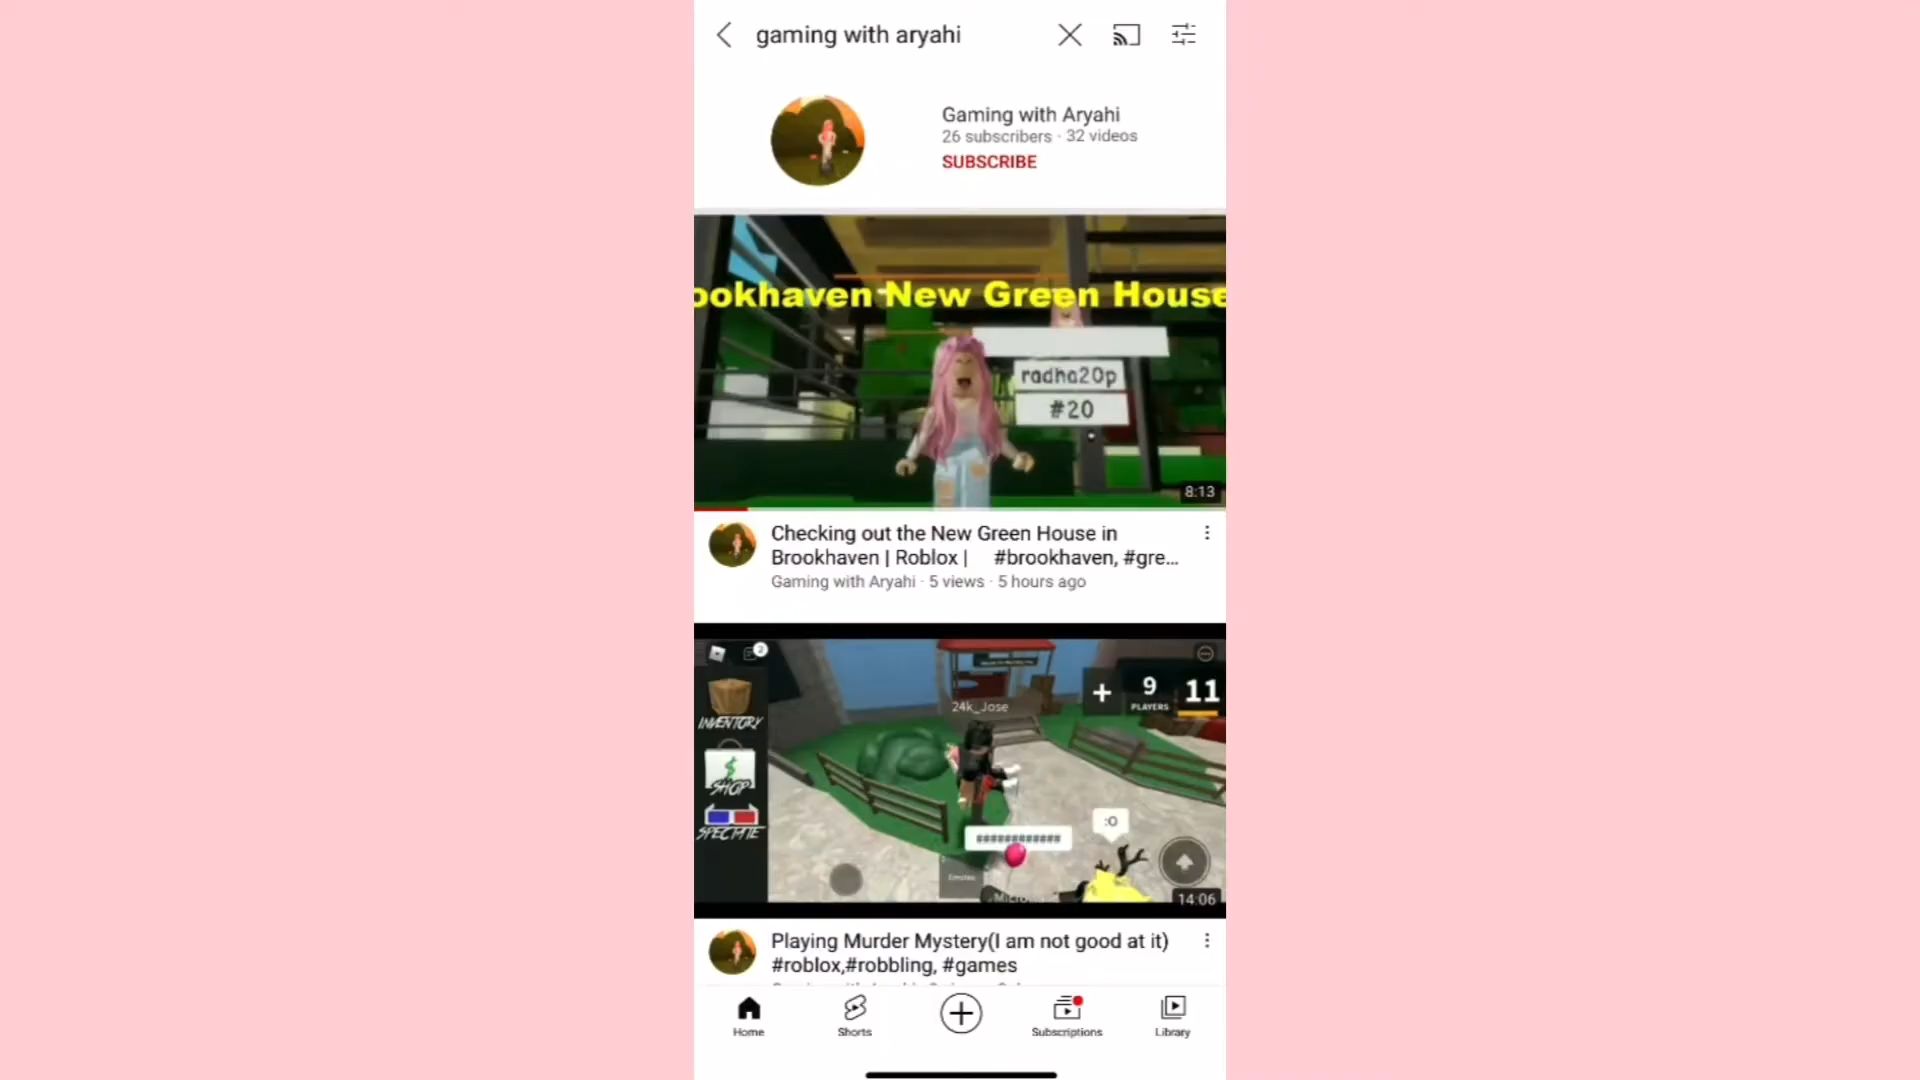 gaming with aryahi
Gaming with Aryahi
26 subscribers · 32 videos
SUBSCRIBE
ookhaven New Green House
radha20p
#20
8:13
Checking out the New Green House in
Brookhaven | Roblox | #brookhaven, #gre...
Gaming with Aryahi · 5 views · 5 hours ago
2
24k_Jose
+ 9 11
PLAYERS
INVENTORY
SHOP
SPECTATE
:O
############
Emotes
14:06
Playing Murder Mystery(I am not good at it)
#roblox,#robbling, #games
Home
Shorts
Subscriptions
Library